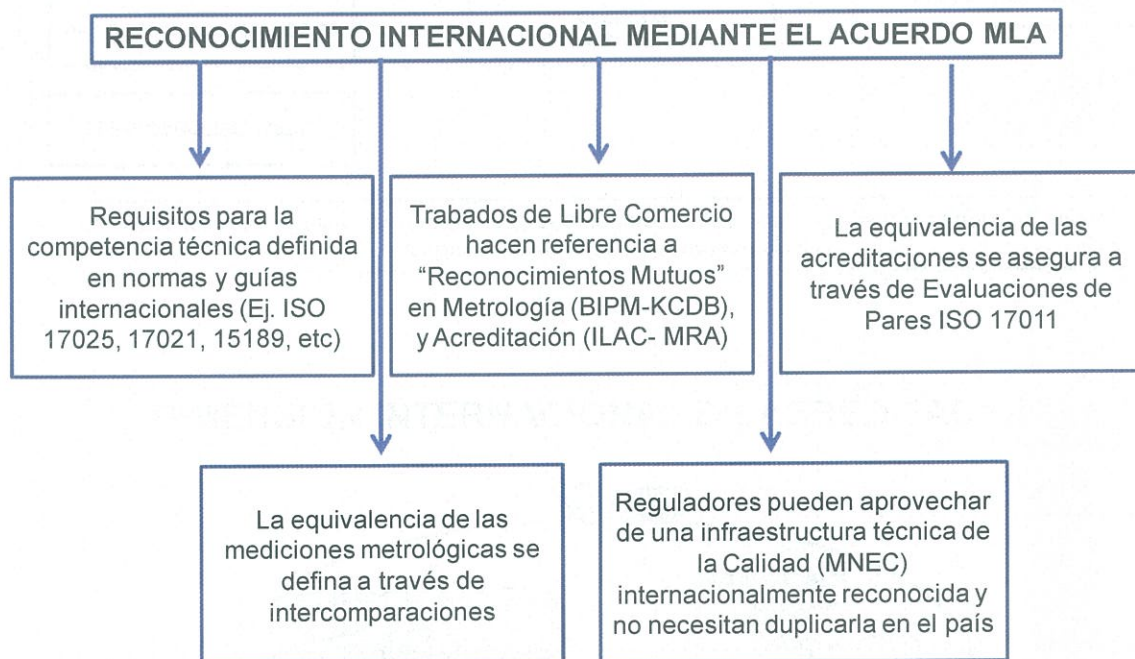 RECONOCIMIENTO INTERNACIONAL MEDIANTE EL ACUERDO MLA
Requisitos para la
competencia técnica definida
en normas y guías
internacionales (Ej. ISO
17025, 17021, 15189, etc)
Trabados de Libre Comercio
hacen referencia a
“Reconocimientos Mutuos”
en Metrología (BIPM-KCDB),
y Acreditación (ILAC- MRA)
La equivalencia de las
acreditaciones se asegura a
través de Evaluaciones de
Pares ISO 17011
La equivalencia de las
mediciones metrológicas se
defina a través de
intercomparaciones
Reguladores pueden aprovechar
de una infraestructura técnica de
la Calidad (MNEC)
internacionalmente reconocida y
no necesitan duplicarla en el país